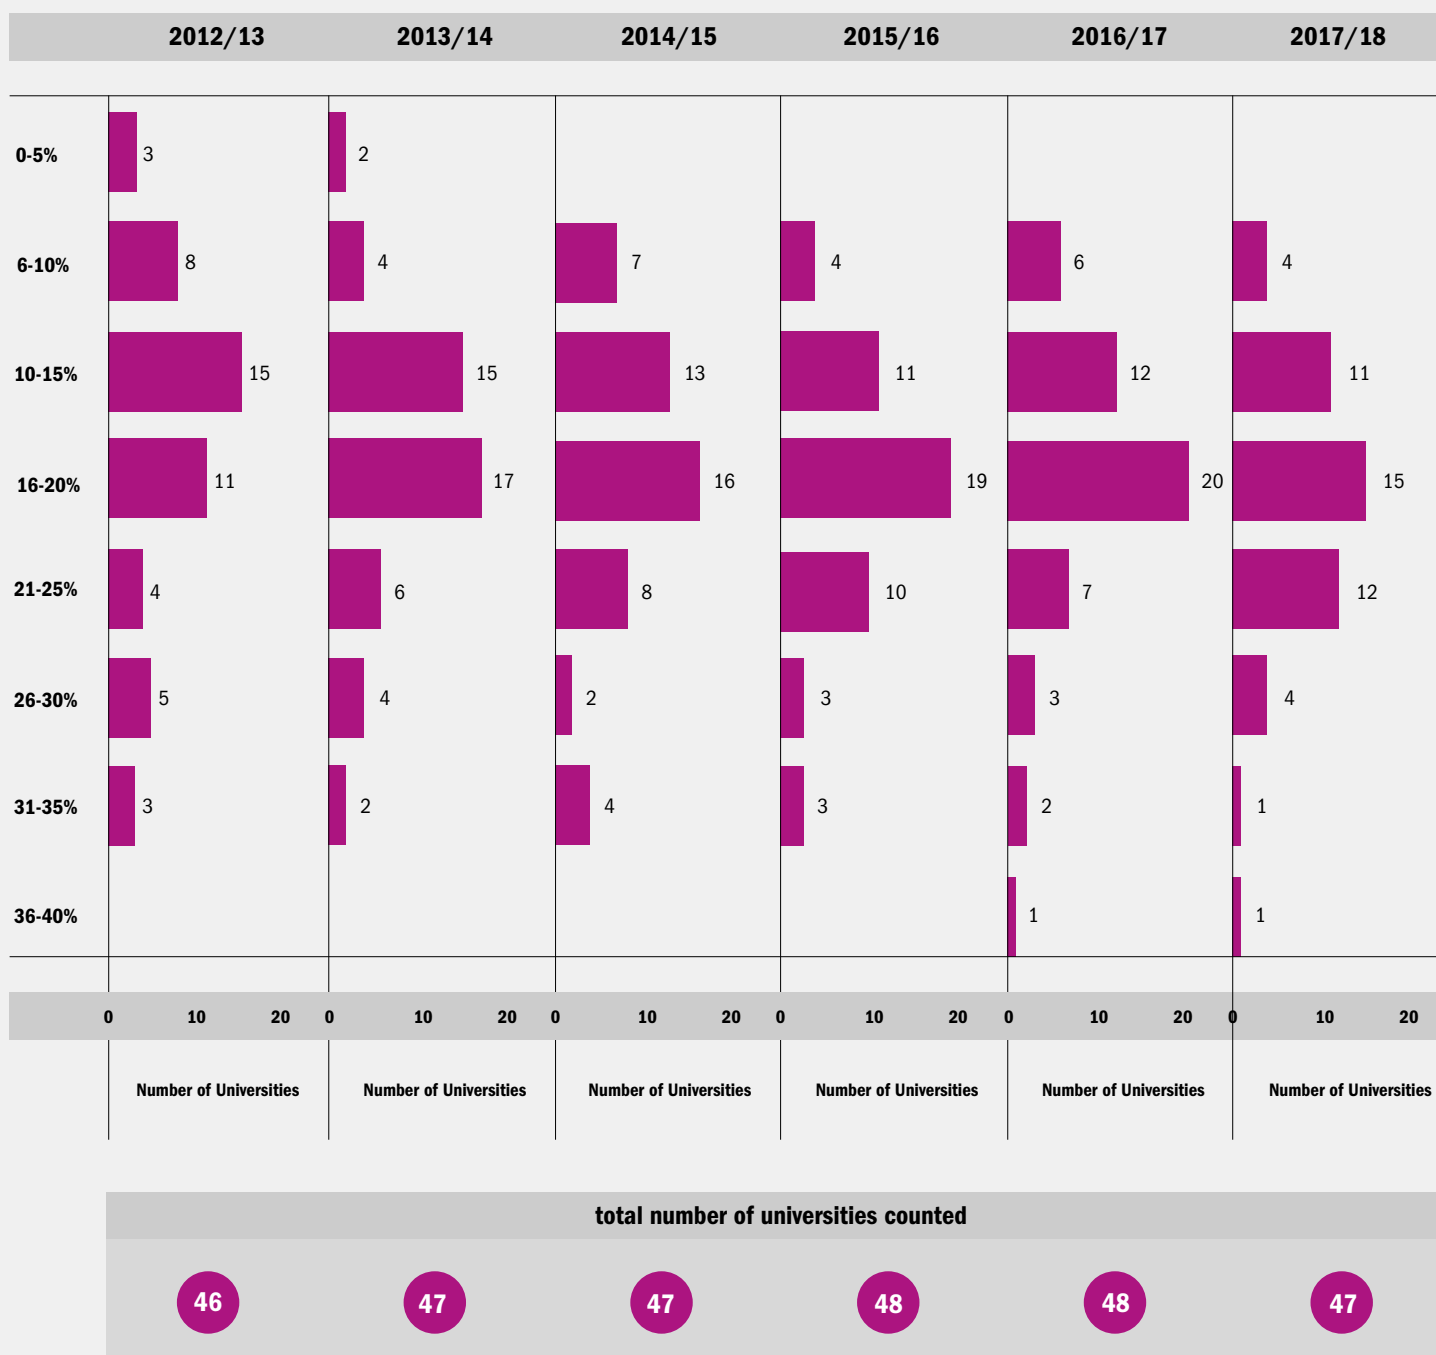 2012/13 2013/14 2014/15 2015/16 2016/17 2017/18
0-5% 3 2
6-10% 8 4 7 4 6 4
10-15% 15 15 13 11 12 11
16-20% 11 17 16 19 20 15
21-25% 4 6 8 10 7 12
26-30% 5 4 2 3 3 4
31-35% 3 2 4 3 2 1
36-40% 1 1
0 10 20 0 10 20 0 10 20 0 10 20 0 10 20 0 10 20
Number of Universities Number of Universities Number of Universities Number of Universities Number of Universities Number of Universities
total number of universities counted
46 47 47 48 48 47